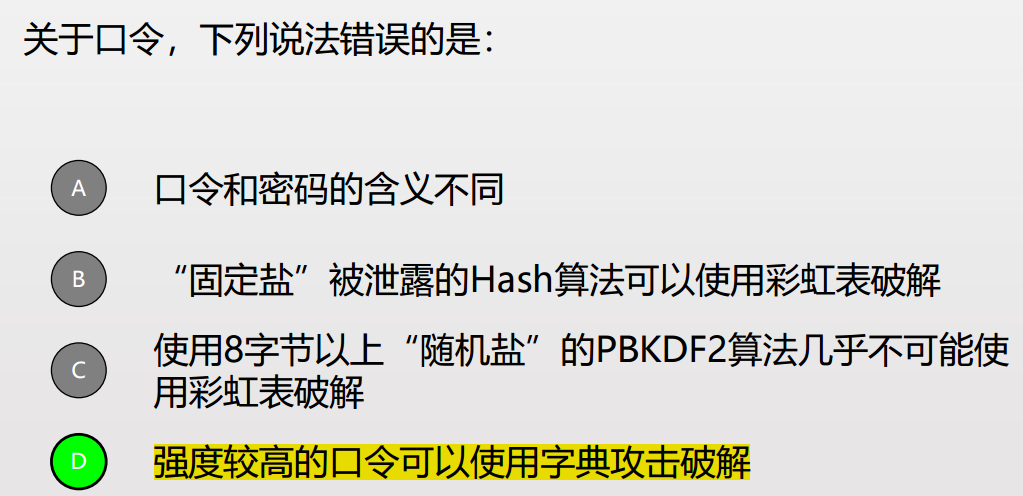 关于口令，下列说法错误的是：
A 口令和密码的含义不同
B “固定盐”被泄露的Hash算法可以使用彩虹表破解
C 使用8字节以上“随机盐”的PBKDF2算法几乎不可能使
用彩虹表破解
D 强度较高的口令可以使用字典攻击破解